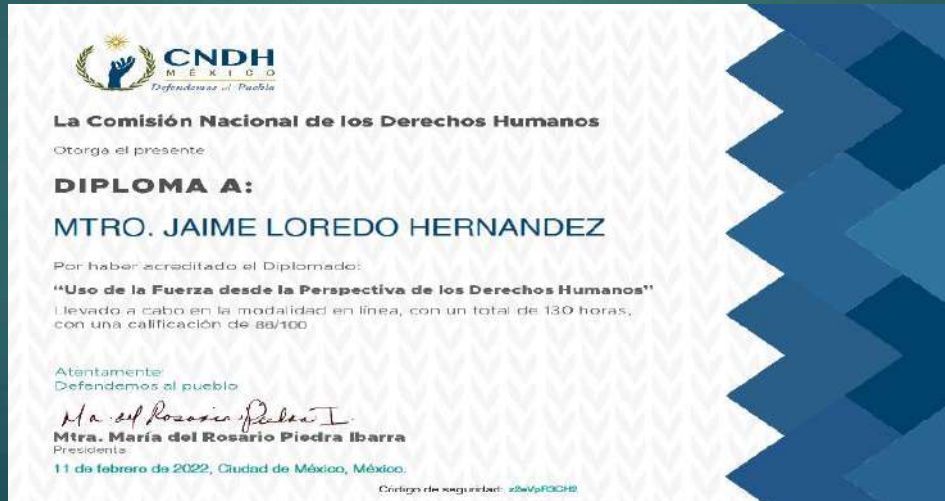 CNDH
MÉXICO
Defendemos al Pueblo
La Comisión Nacional de los Derechos Humanos
Otorga el presente
DIPLOMA A:
MTRO. JAIME LOREDO HERNANDEZ
Por haber acreditado el Diplomado:
“Uso de la Fuerza desde la Perspectiva de los Derechos Humanos”
Llevado a cabo en la modalidad en línea, con un total de 130 horas,
con una calificación de 88/100
Atentamente
Defendemos al pueblo
Ma. del Rosario Piedra I.
Mtra. María del Rosario Piedra Ibarra
Presidenta
11 de febrero de 2022, Ciudad de México, México.
Código de seguridad: